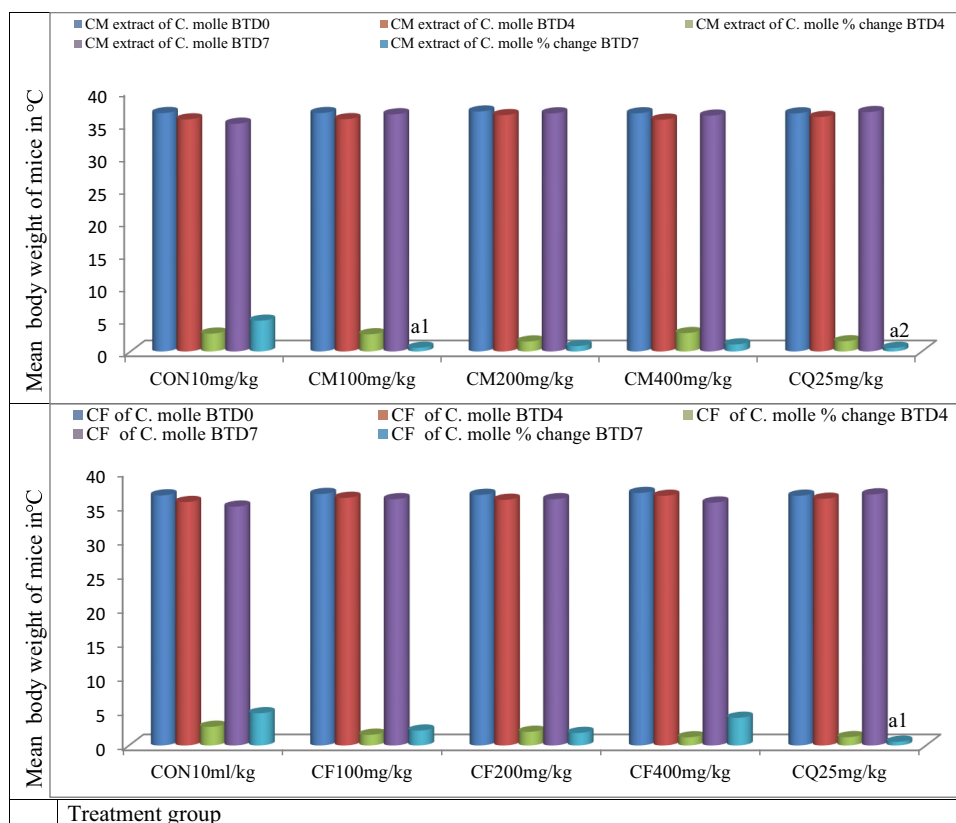 CM extract of C. molle BTD0 CM extract of C. molle BTD4 CM extract of C. molle % change BTD4
CM extract of C. molle BTD7 CM extract of C. molle % change BTD7
Mean body weight of mice in °C
40
35
30
25
20
15
10
5
0
a1
a2
CON10mg/kg CM100mg/kg CM200mg/kg CM400mg/kg CQ25mg/kg
CF of C. molle BTD0 CF of C. molle BTD4 CF of C. molle % change BTD4
CF of C. molle BTD7 CF of C. molle % change BTD7
Mean body weight of mice in°C
40
35
30
25
20
15
10
5
0
a1
CON10ml/kg CF100mg/kg CF200mg/kg CF400mg/kg CQ25mg/kg
Treatment group